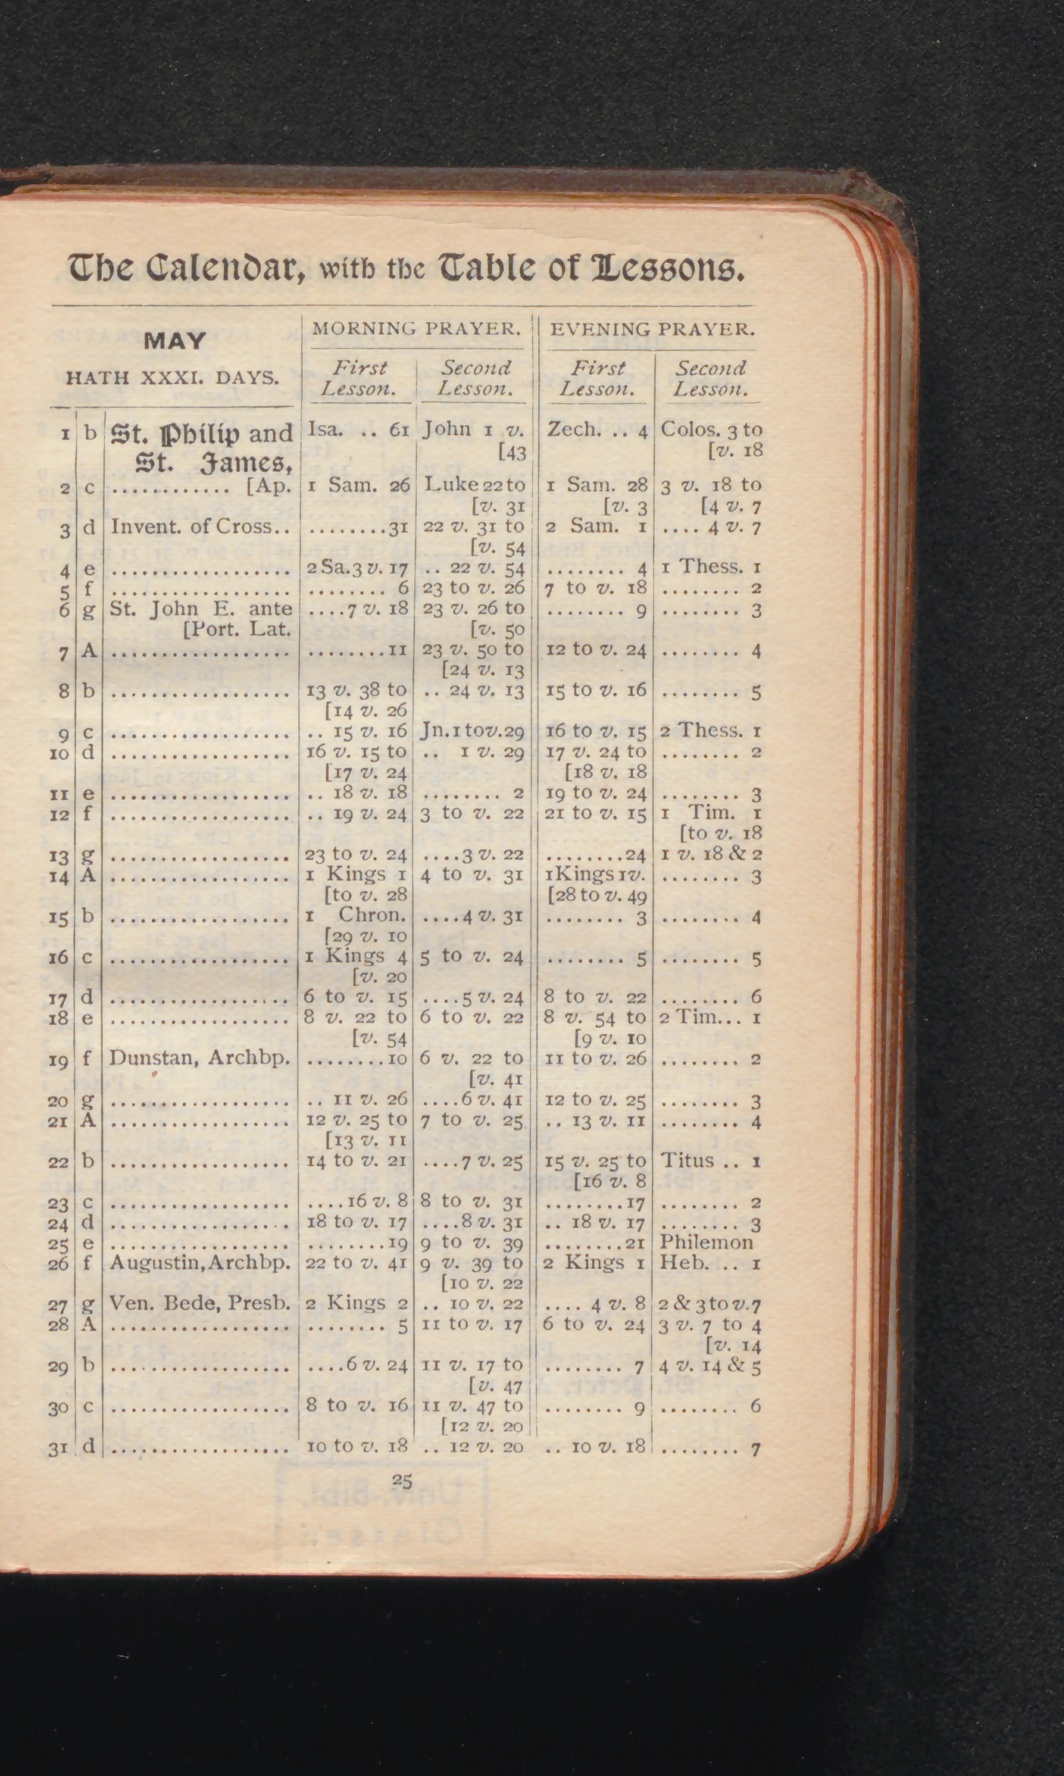 The Calendar, with the Table of Lessons.
MAY
HATH XXXI. DAYS.
MORNING PRAYER. EVENING PRAYER.
First Lesson. Second Lesson. First Lesson. Second Lesson.
1 b St. Philip and Isa. .. 61 John 1 v. Zech. .. 4 Colos. 3 to
St. James, [43 [v. 18
2 c ............ [Ap. 1 Sam. 26 Luke 22 to 1 Sam. 28 3 v. 18 to
[v. 31 [v. 3 [4 v. 7
3 d Invent. of Cross.. ........31 22 v. 31 to 2 Sam. 1 .... 4 v. 7
[v. 54
4 e .................. 2 Sa. 3 v. 17 .. 22 v. 54 ........ 4 1 Thess. 1
5 f .................. ........ 6 23 to v. 26 7 to v. 18 ........ 2
6 g St. John E. ante ....7 v. 18 23 v. 26 to ........ 9 ........ 3
[Port. Lat. [v. 50
7 A .................. ........11 23 v. 50 to 12 to v. 24 ........ 4
[24 v. 13
8 b .................. 13 v. 38 to .. 24 v. 13 15 to v. 16 ........ 5
[14 v. 26
9 c .................. .. 15 v. 16 Jn. 1 to v. 29 16 to v. 15 2 Thess. 1
10 d .................. 16 v. 15 to .. 1 v. 29 17 v. 24 to ........ 2
[17 v. 24 [18 v. 18
11 e .................. .. 18 v. 18 ........ 2 19 to v. 24 ........ 3
12 f .................. .. 19 v. 24 3 to v. 22 21 to v. 15 1 Tim. 1
[to v. 18
13 g .................. 23 to v. 24 ....3 v. 22 ........24 1 v. 18 & 2
14 A .................. 1 Kings 1 4 to v. 31 1 Kings 1 v. ........ 3
[to v. 28 [28 to v. 49
15 b .................. 1 Chron. ....4 v. 31 ........ 3 ........ 4
[29 v. 10
16 c .................. 1 Kings 4 5 to v. 24 ........ 5 ........ 5
[v. 20
17 d .................. 6 to v. 15 ....5 v. 24 8 to v. 22 ........ 6
18 e .................. 8 v. 22 to 6 to v. 22 8 v. 54 to 2 Tim... 1
[v. 54 [9 v. 10
19 f Dunstan, Archbp. ........10 6 v. 22 to 11 to v. 26 ........ 2
[v. 41
20 g .................. .. 11 v. 26 ....6 v. 41 12 to v. 25 ........ 3
21 A .................. 12 v. 25 to 7 to v. 25 .. 13 v. 11 ........ 4
[13 v. 11
22 b .................. 14 to v. 21 ....7 v. 25 15 v. 25 to Titus .. 1
[16 v. 8
23 c .................. ....16 v. 8 8 to v. 31 ........17 ........ 2
24 d .................. 18 to v. 17 ....8 v. 31 .. 18 v. 17 ........ 3
25 e .................. ........19 9 to v. 39 ........21 Philemon
26 f Augustin, Archbp. 22 to v. 41 9 v. 39 to 2 Kings 1 Heb. .. 1
[10 v. 22
27 g Ven. Bede, Presb. 2 Kings 2 .. 10 v. 22 .... 4 v. 8 2 & 3 to v. 7
28 A .................. ........ 5 11 to v. 17 6 to v. 24 3 v. 7 to 4
[v. 14
29 b .................. ....6 v. 24 11 v. 17 to ........ 7 4 v. 14 & 5
[v. 47
30 c .................. 8 to v. 16 11 v. 47 to ........ 9 ........ 6
[12 v. 20
31 d .................. 10 to v. 18 .. 12 v. 20 .. 10 v. 18 ........ 7
25